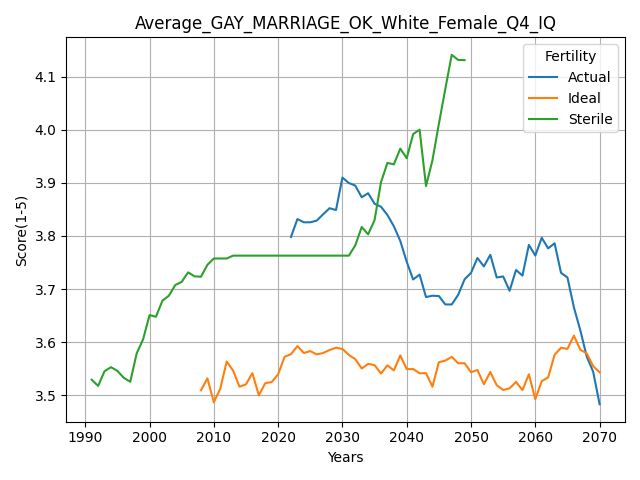 Average_GAY_MARRIAGE_OK_White_Female_Q4_IQ
Fertility
Actual
Ideal
Sterile
Score(1-5)
4.1
4.0
3.9
3.8
3.7
3.6
3.5
1990 2000 2010 2020 2030 2040 2050 2060 2070
Years